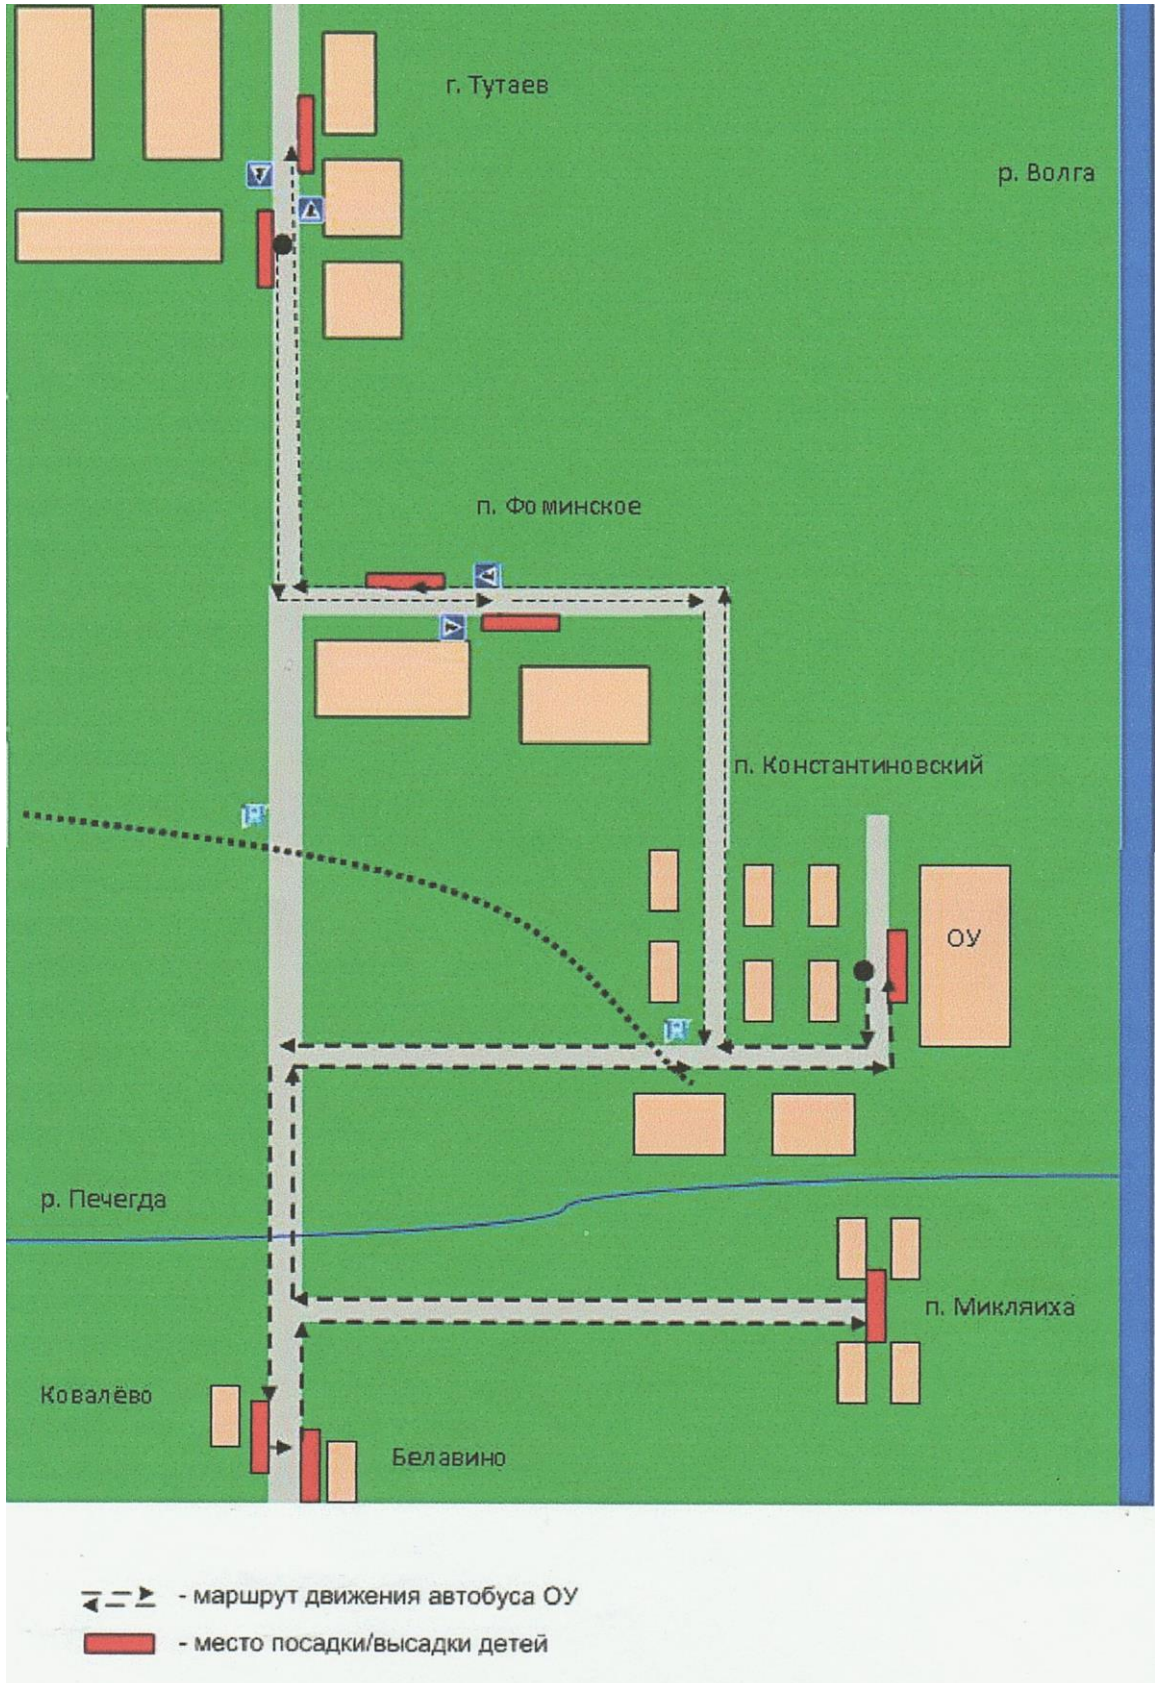 г. Тутаев
р. Волга
п. Фоминское
п. Константиновский
ОУ
р. Печегда
п. Микляиха
Ковалёво
Белавино
- маршрут движения автобуса ОУ
- место посадки/высадки детей